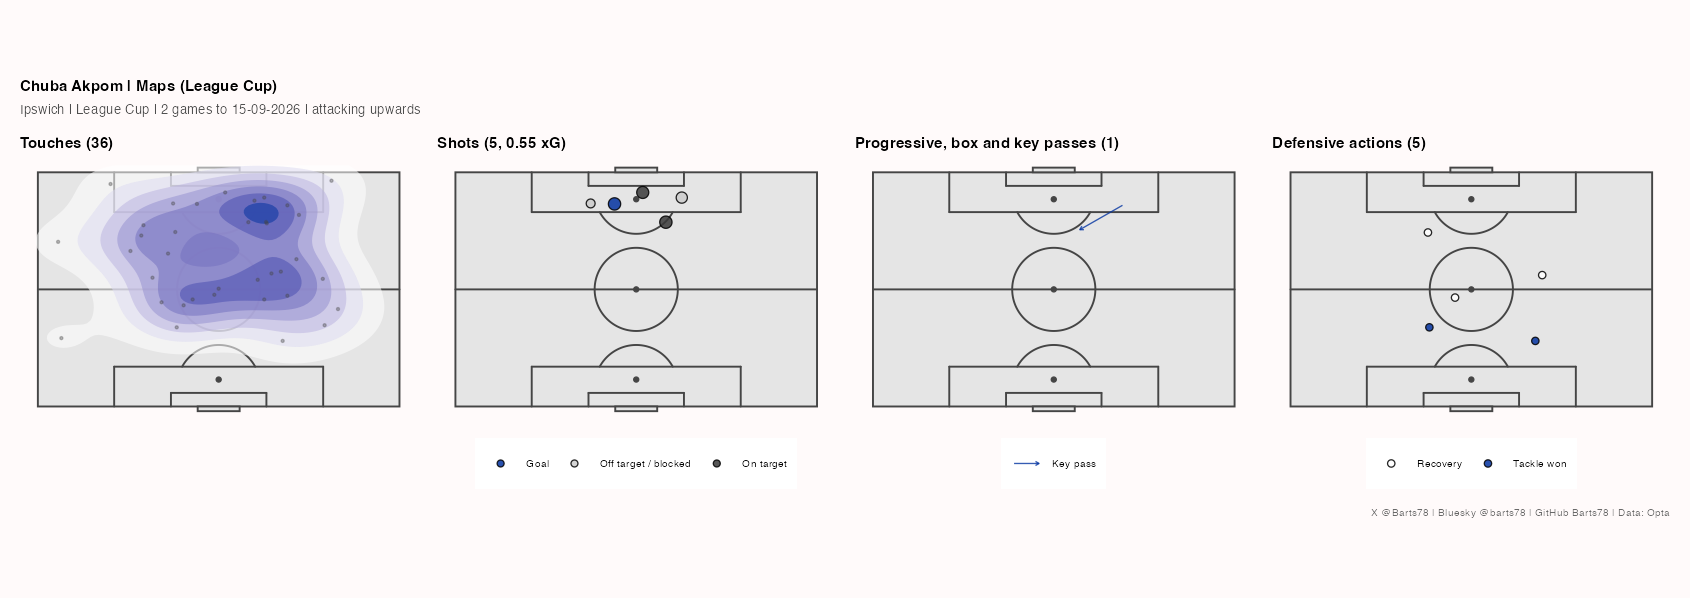 Chuba Akpom | Maps (League Cup)
Ipswich | League Cup | 2 games to 15-09-2026 | attacking upwards
Touches (36)
Shots (5, 0.55 xG)
Progressive, box and key passes (1)
Defensive actions (5)
Goal
Off target / blocked
On target
Key pass
Recovery
Tackle won
X @Barts78 | Bluesky @barts78 | GitHub Barts78 | Data: Opta